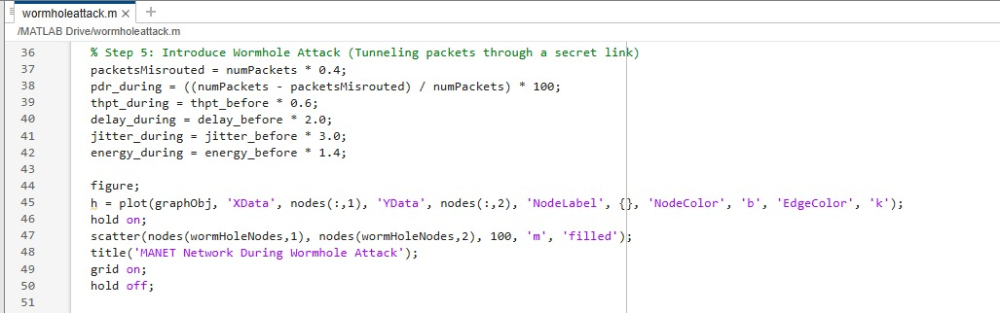 wormholeattack.m × +
/MATLAB Drive/wormholeattack.m
36 % Step 5: Introduce Wormhole Attack (Tunneling packets through a secret link)
37 packetsMisrouted = numPackets * 0.4;
38 pdr_during = ((numPackets - packetsMisrouted) / numPackets) * 100;
39 thpt_during = thpt_before * 0.6;
40 delay_during = delay_before * 2.0;
41 jitter_during = jitter_before * 3.0;
42 energy_during = energy_before * 1.4;
43
44 figure;
45 h = plot(graphObj, 'XData', nodes(:,1), 'YData', nodes(:,2), 'NodeLabel', {}, 'NodeColor', 'b', 'EdgeColor', 'k');
46 hold on;
47 scatter(nodes(wormHoleNodes,1), nodes(wormHoleNodes,2), 100, 'm', 'filled');
48 title('MANET Network During Wormhole Attack');
49 grid on;
50 hold off;
51